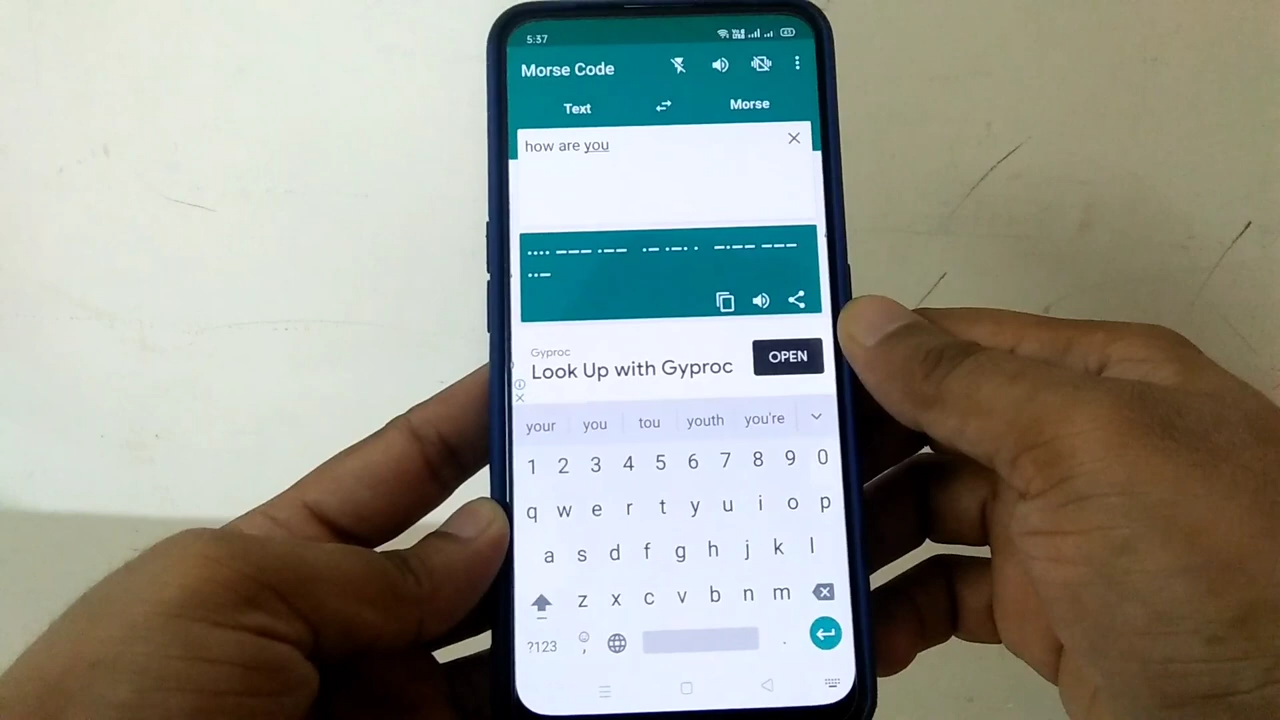 5:37
Morse Code
Text Morse
how are you
.... --- .--  .- .-. .  -.-- ---
..-
Gyproc
Look Up with Gyproc OPEN
your you tou youth you're
1 2 3 4 5 6 7 8 9 0
q w e r t y u i o p
a s d f g h j k l
z x c v b n m
?123 , .